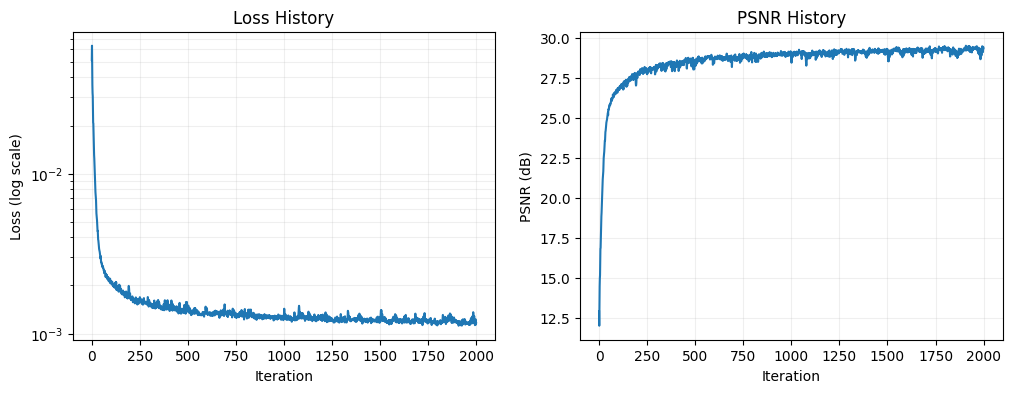 Loss History
Loss (log scale)
10⁻²
10⁻³
0 250 500 750 1000 1250 1500 1750 2000
Iteration
PSNR History
PSNR (dB)
30.0
27.5
25.0
22.5
20.0
17.5
15.0
12.5
0 250 500 750 1000 1250 1500 1750 2000
Iteration